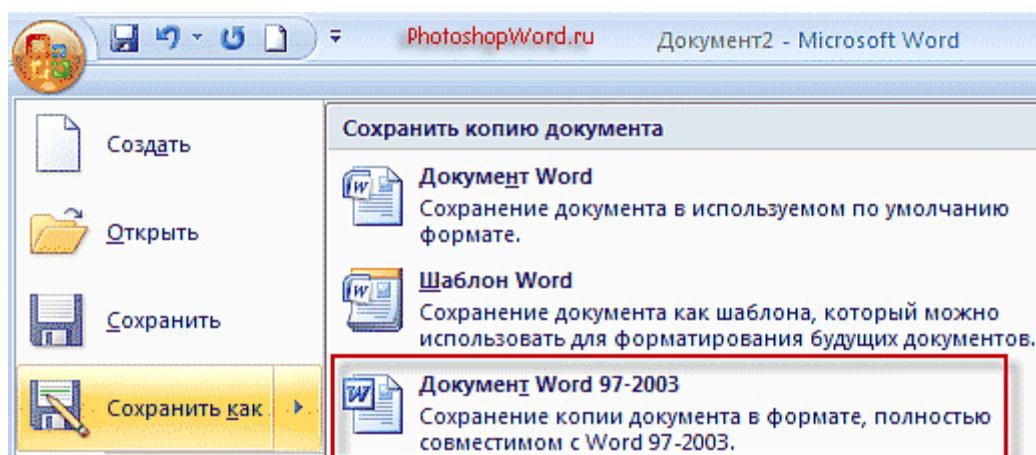 PhotoshopWord.ru
Документ2 - Microsoft Word
Создать
Открыть
Сохранить
Сохранить как
Сохранить копию документа
Документ Word
Сохранение документа в используемом по умолчанию
формате.
Шаблон Word
Сохранение документа как шаблона, который можно
использовать для форматирования будущих документов.
Документ Word 97-2003
Сохранение копии документа в формате, полностью
совместимом с Word 97-2003.